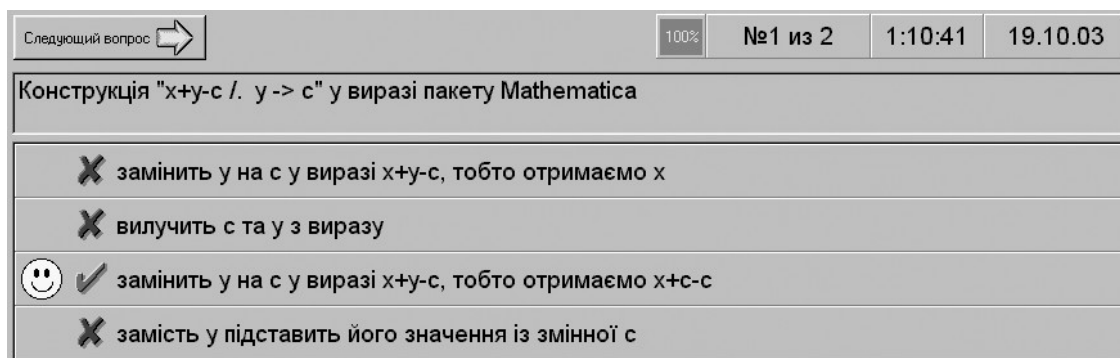 Следующий вопрос
100%
№1 из 2
1:10:41
19.10.03
Конструкція "x+y-c /. y -> c" у виразі пакету Mathematica
замінить y на c у виразі x+y-c, тобто отримаємо x
вилучить c та y з виразу
замінить y на c у виразі x+y-c, тобто отримаємо x+c-c
замість y підставить його значення із змінної c